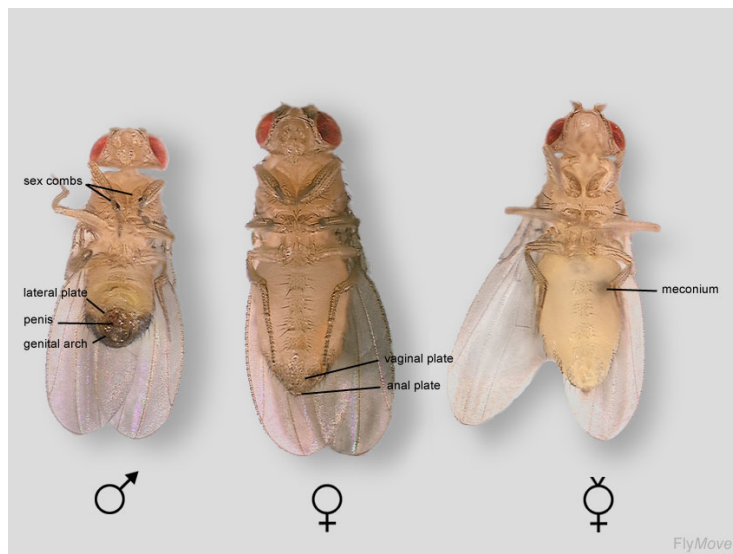 sex combs
lateral plate
penis
genital arch
vaginal plate
anal plate
meconium
FlyMove